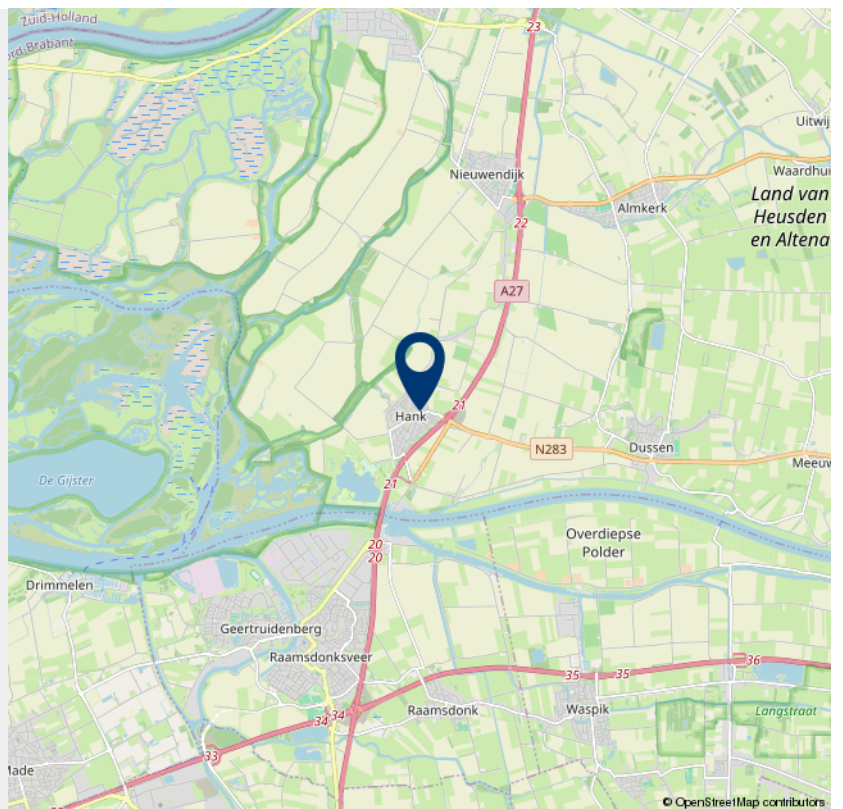 Zuid-Holland
ord-Brabant
23
Uitwij
Nieuwendijk
Waardhui
Almkerk
Land van
Heusden
en Altena
22
A27
21
Hank
N283
Dussen
Meeuw
De Gijster
21
Overdiepse
Polder
20
20
Drimmelen
Geertruidenberg
Raamsdonksveer
36
35
35
Raamsdonk
Waspik
Langstraat
34
34
33
Made
© OpenStreetMap contributors